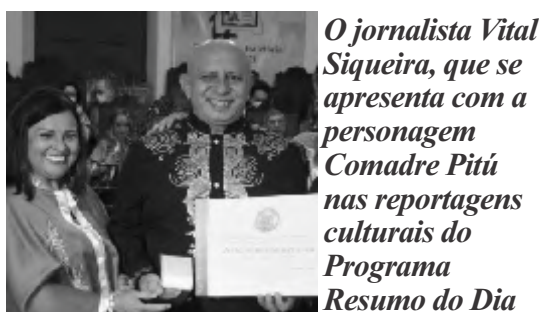 O jornalista Vital
Siqueira, que se
apresenta com a
personagem
Comadre Pitú
nas reportagens
culturais do
Programa
Resumo do Dia